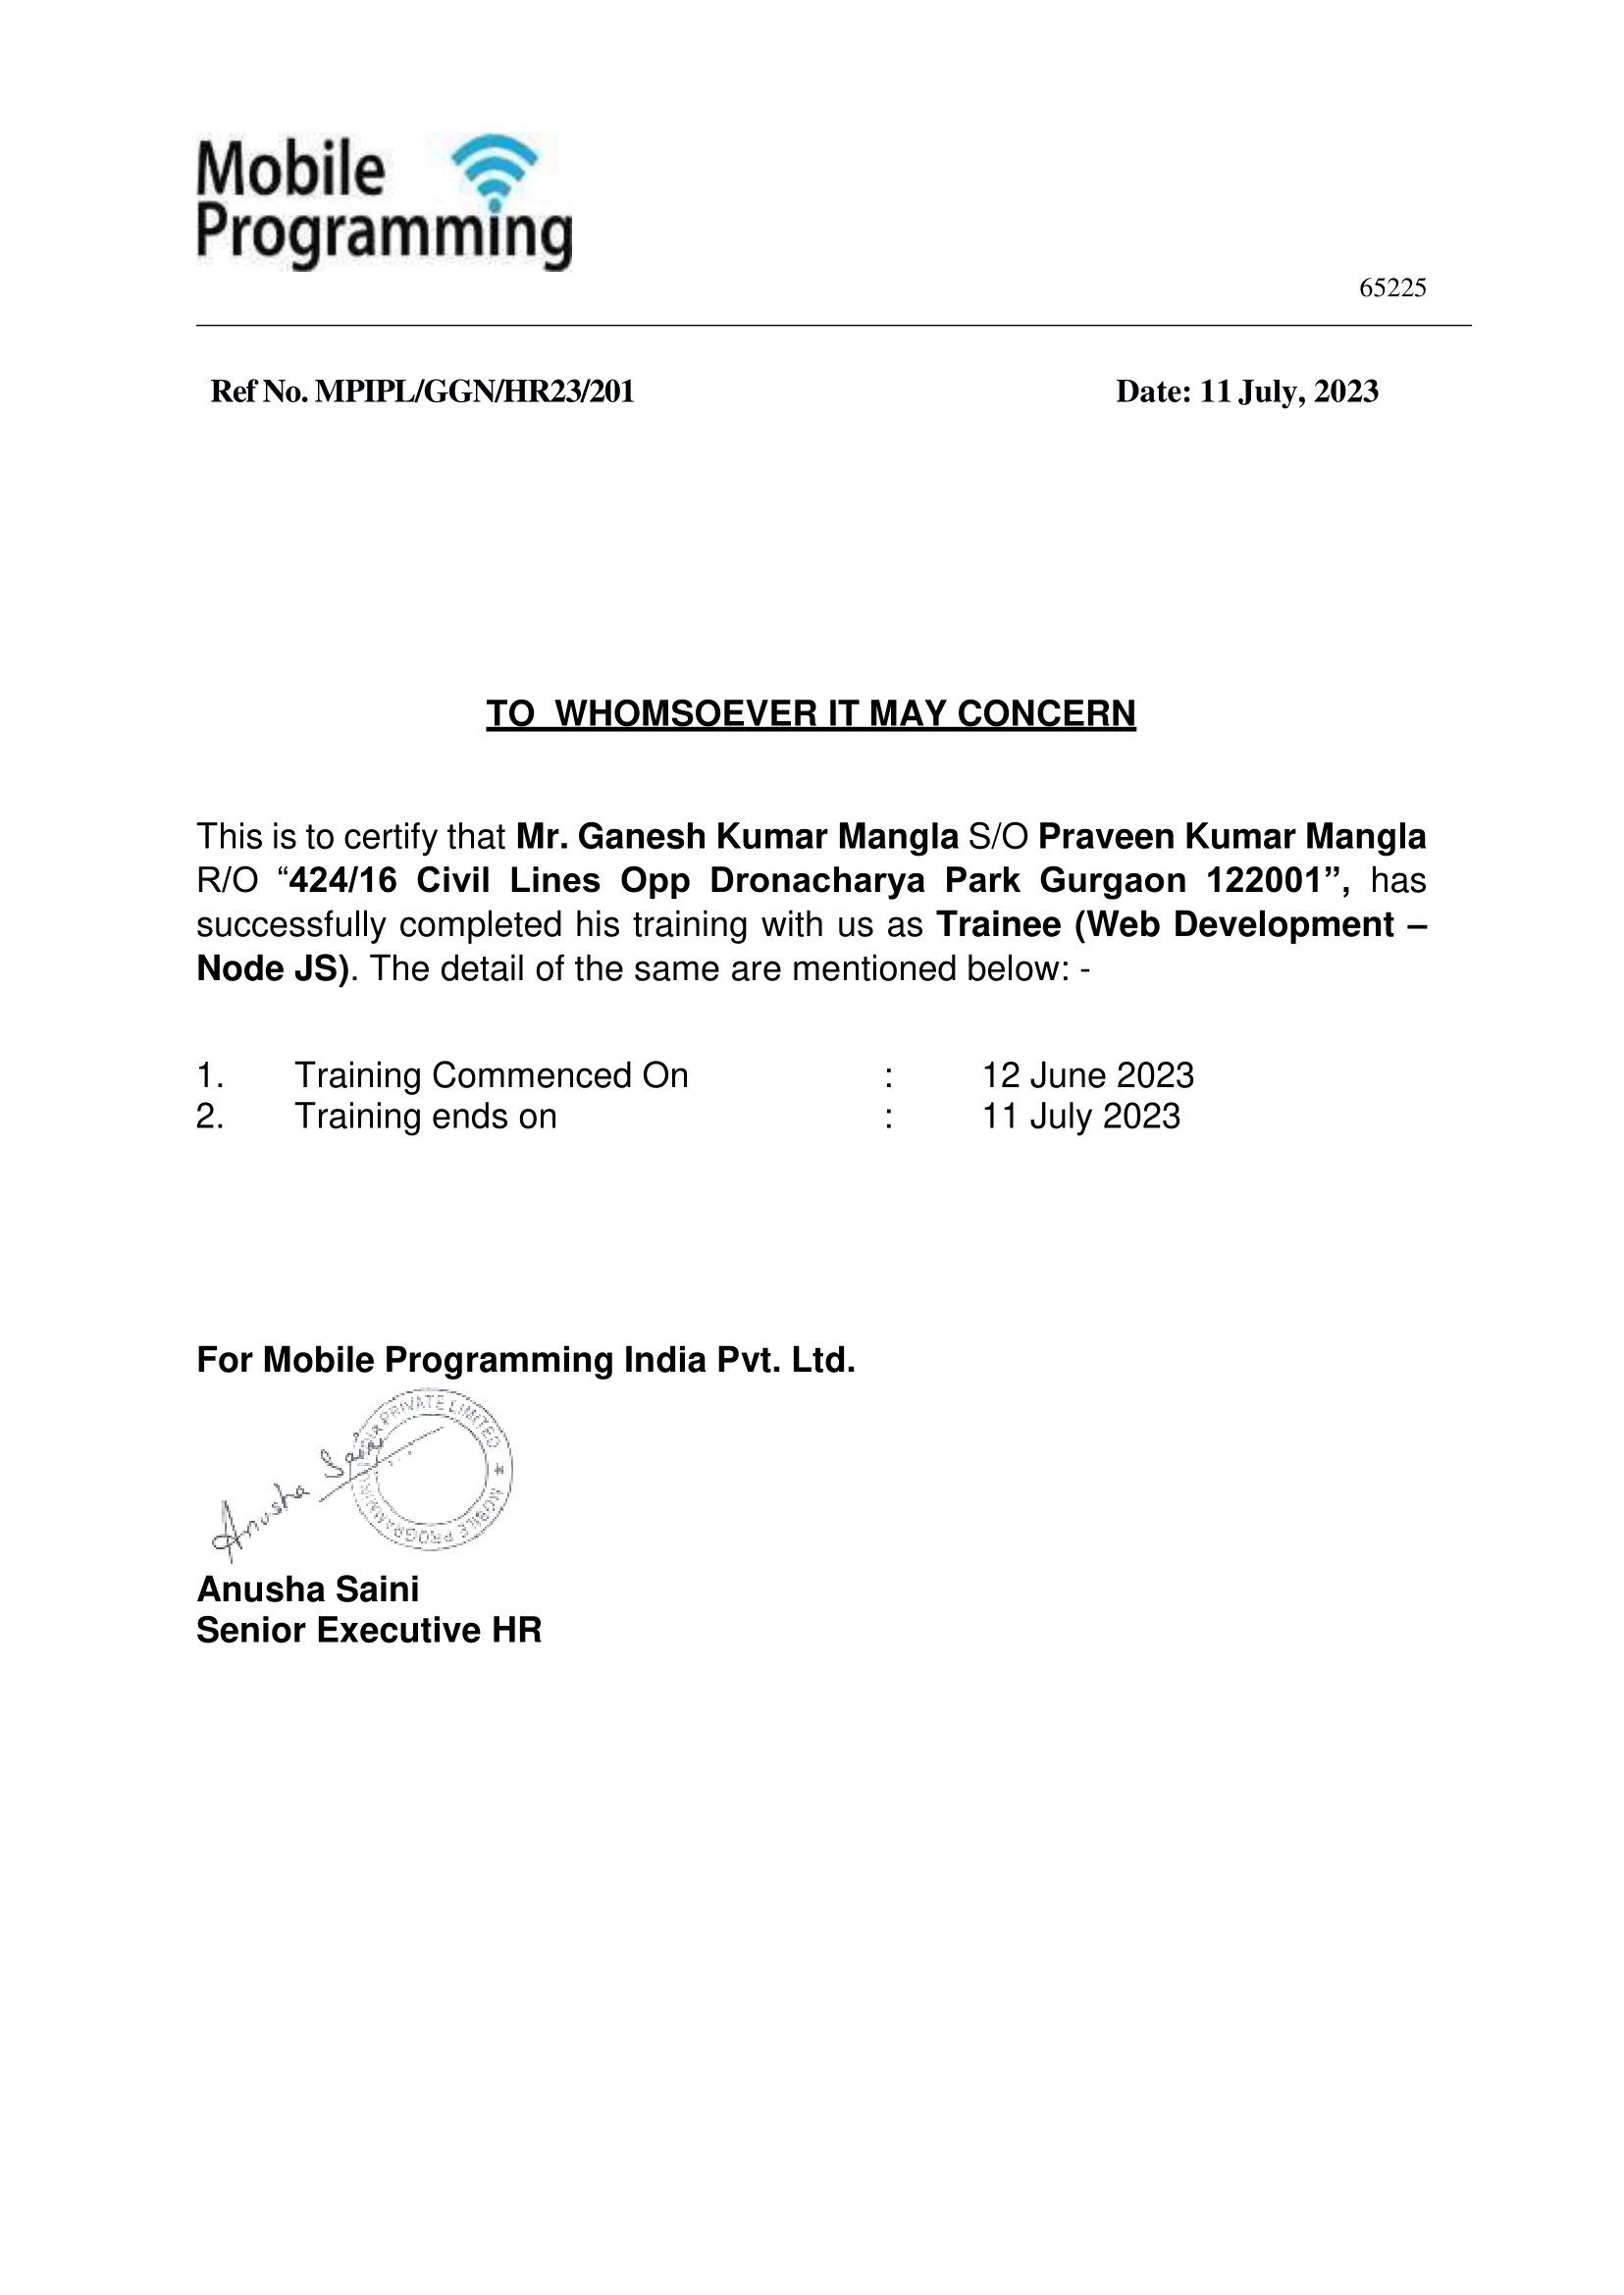 Mobile
Programming
65225
Ref No. MPIPL/GGN/HR23/201 Date: 11 July, 2023
TO WHOMSOEVER IT MAY CONCERN
This is to certify that Mr. Ganesh Kumar Mangla S/O Praveen Kumar Mangla
R/O “424/16 Civil Lines Opp Dronacharya Park Gurgaon 122001”, has
successfully completed his training with us as Trainee (Web Development –
Node JS). The detail of the same are mentioned below: -
1. Training Commenced On : 12 June 2023
2. Training ends on : 11 July 2023
For Mobile Programming India Pvt. Ltd.
Anusha Saini
MOBILE PROGRAMMING INDIA PRIVATE LIMITED *
Anusha Saini
Senior Executive HR